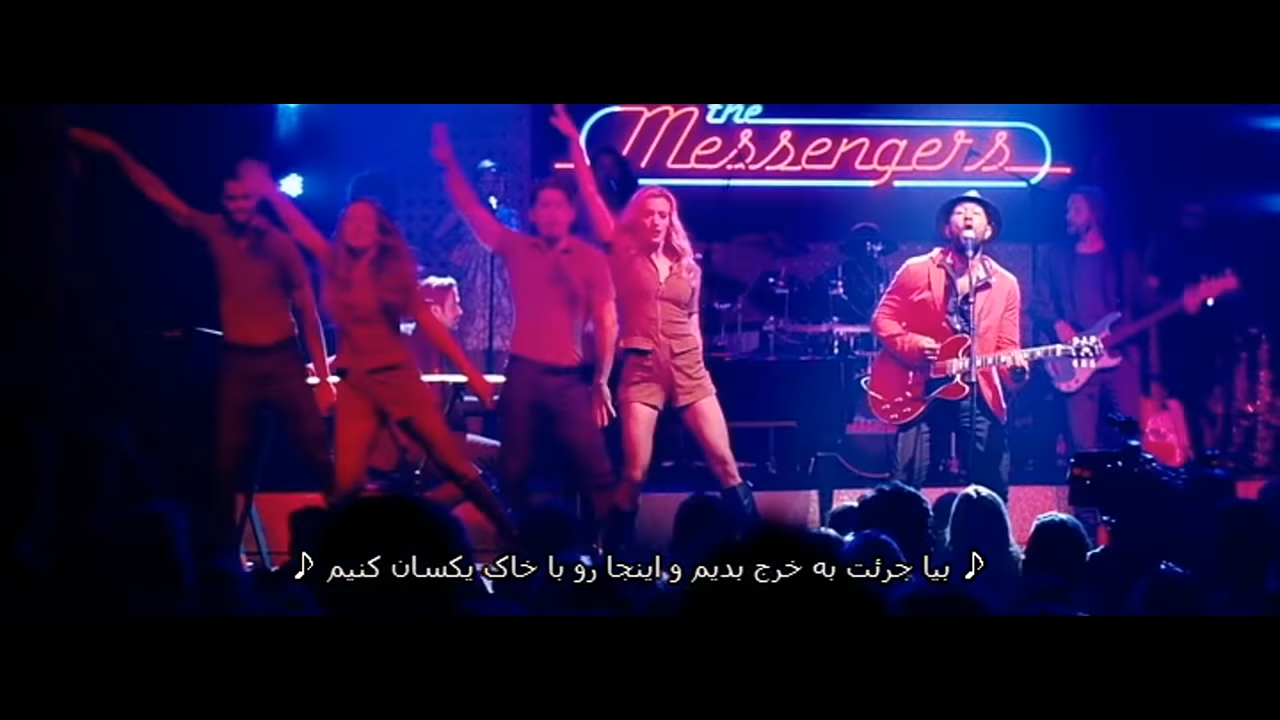 the
Messengers
♪ بیا جرئت به خرج بدیم و اینجا رو با خاک یکسان کنیم ♪